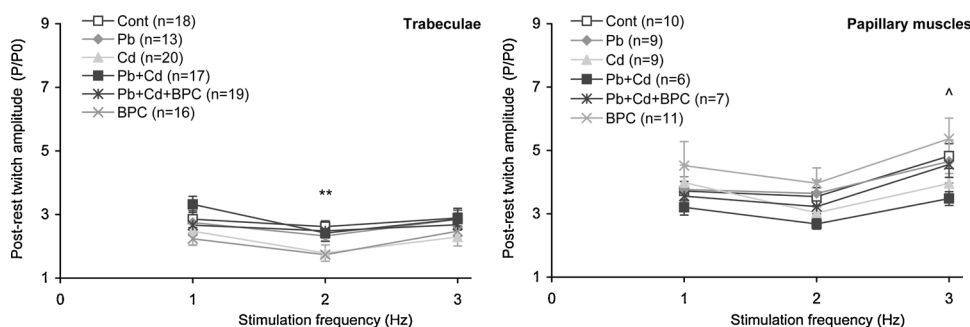 Trabeculae
Post-rest twitch amplitude (P/P0)
9
7
5
3
1
Cont (n=18)
Pb (n=13)
Cd (n=20)
Pb+Cd (n=17)
Pb+Cd+BPC (n=19)
BPC (n=16)
**
0
1
2
3
Stimulation frequency (Hz)
Papillary muscles
Post-rest twitch amplitude (P/P0)
9
7
5
3
1
Cont (n=10)
Pb (n=9)
Cd (n=9)
Pb+Cd (n=6)
Pb+Cd+BPC (n=7)
BPC (n=11)
^
0
1
2
3
Stimulation frequency (Hz)